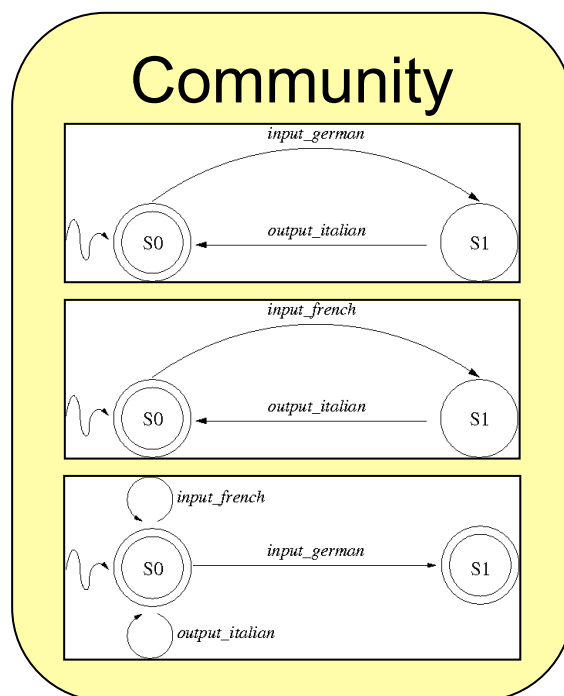 Community
input_german
output_italian
S0 S1
input_french
output_italian
S0 S1
input_french
input_german
S0 S1
output_italian